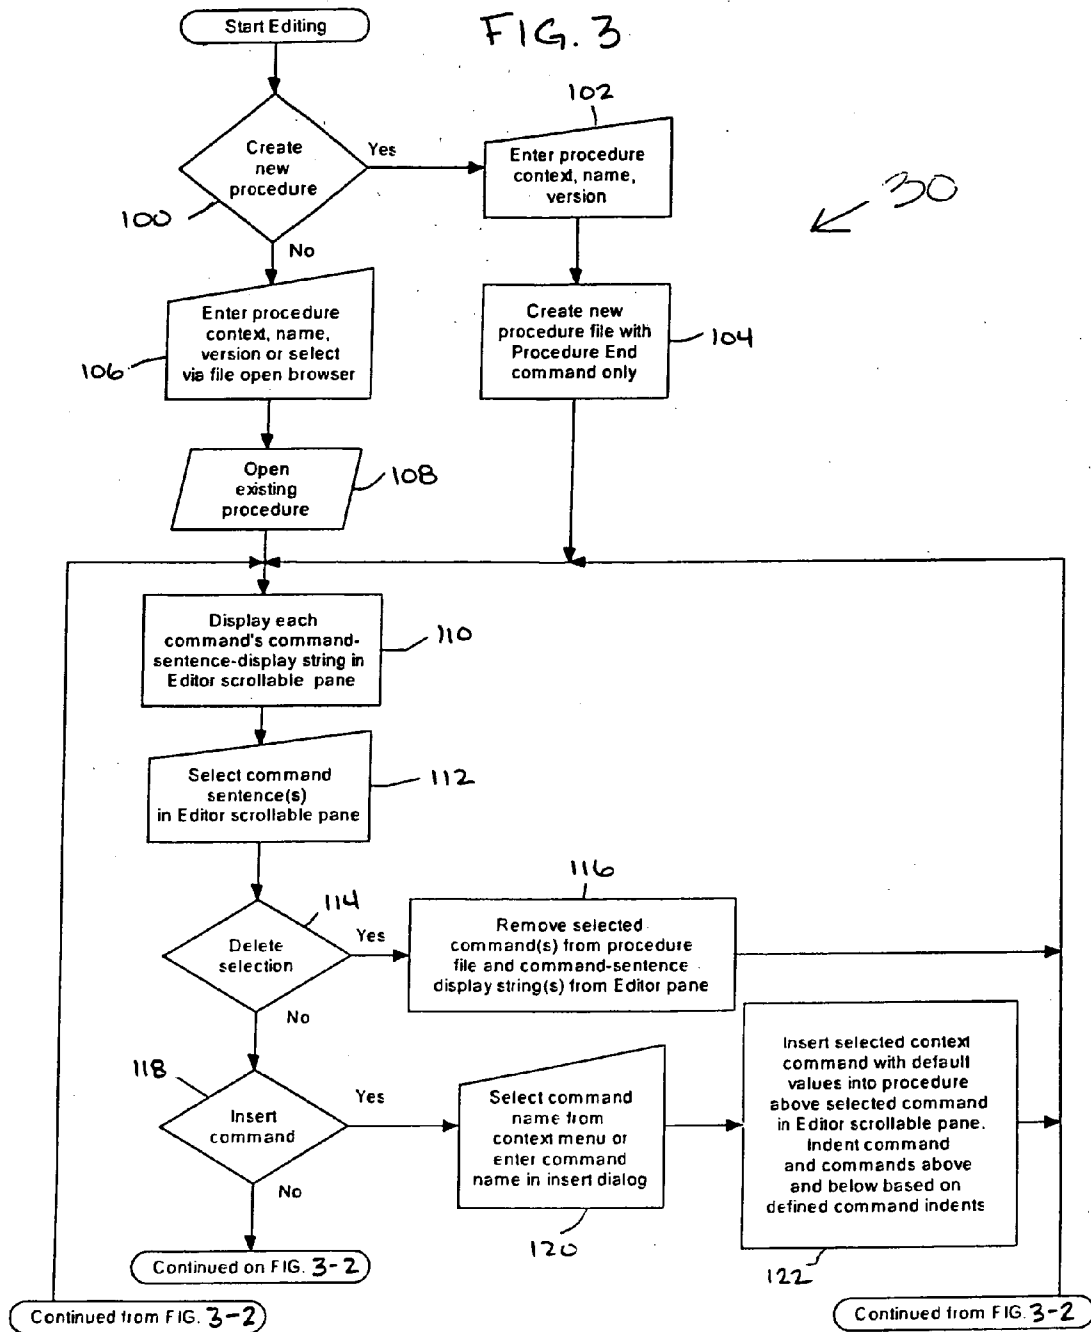 Start Editing
FIG. 3
102
Create
new
procedure
Yes
Enter procedure
context, name,
version
30
100
No
Enter procedure
context, name,
version or select
via file open browser
106
Create new
procedure file with
Procedure End
command only
104
Open
existing
procedure
108
Display each
command's command-
sentence-display string in
Editor scrollable pane
110
Select command
sentence(s)
in Editor scrollable pane
112
114
Delete
selection
Yes
116
Remove selected
command(s) from procedure
file and command-sentence
display string(s) from Editor pane
No
118
Insert
command
Yes
Select command
name from
context menu or
enter command
name in insert dialog
120
Insert selected context
command with default
values into procedure
above selected command
in Editor scrollable pane.
Indent command
and commands above
and below based on
defined command indents
122
No
Continued on FIG. 3-2
Continued from FIG. 3-2
Continued from FIG. 3-2